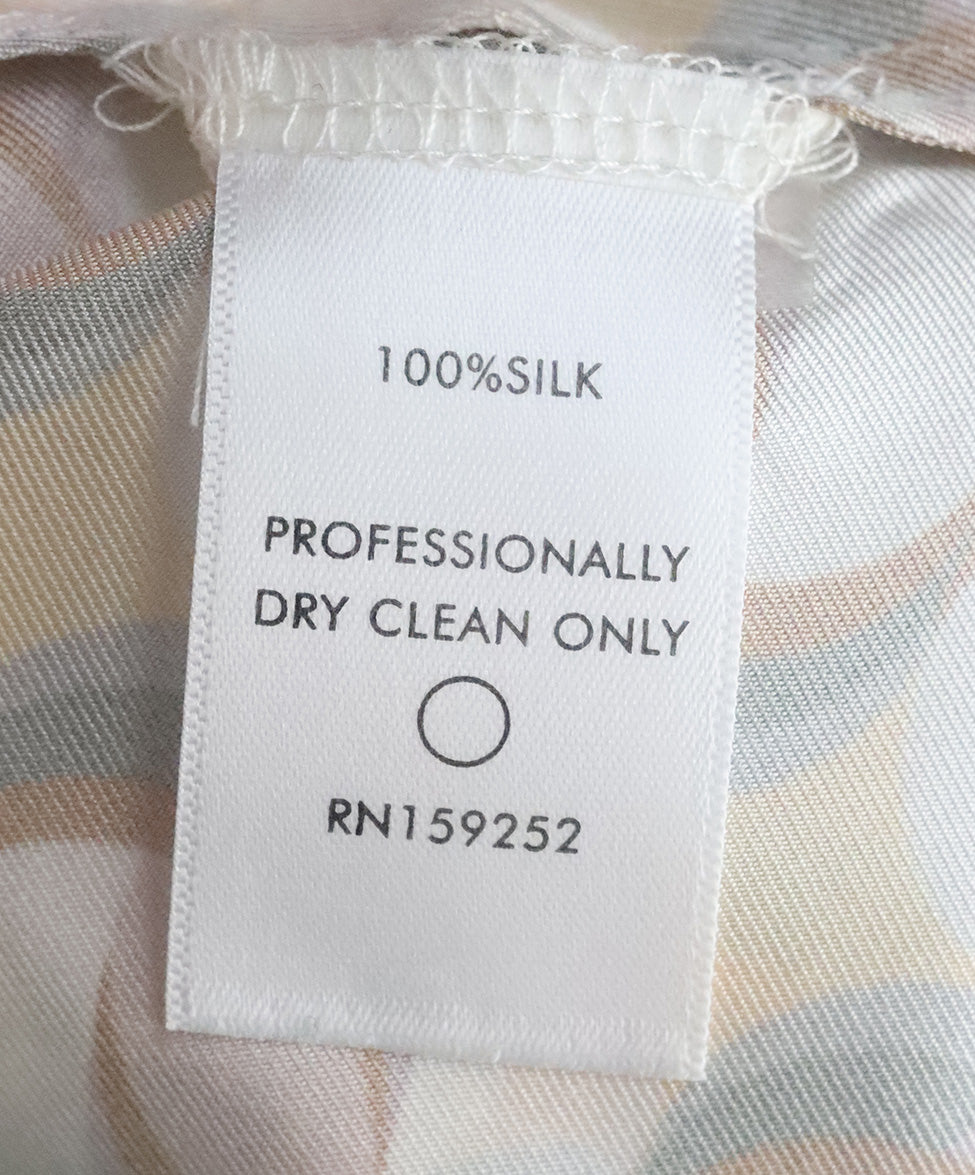 100%SILK
PROFESSIONALLY
DRY CLEAN ONLY
RN159252